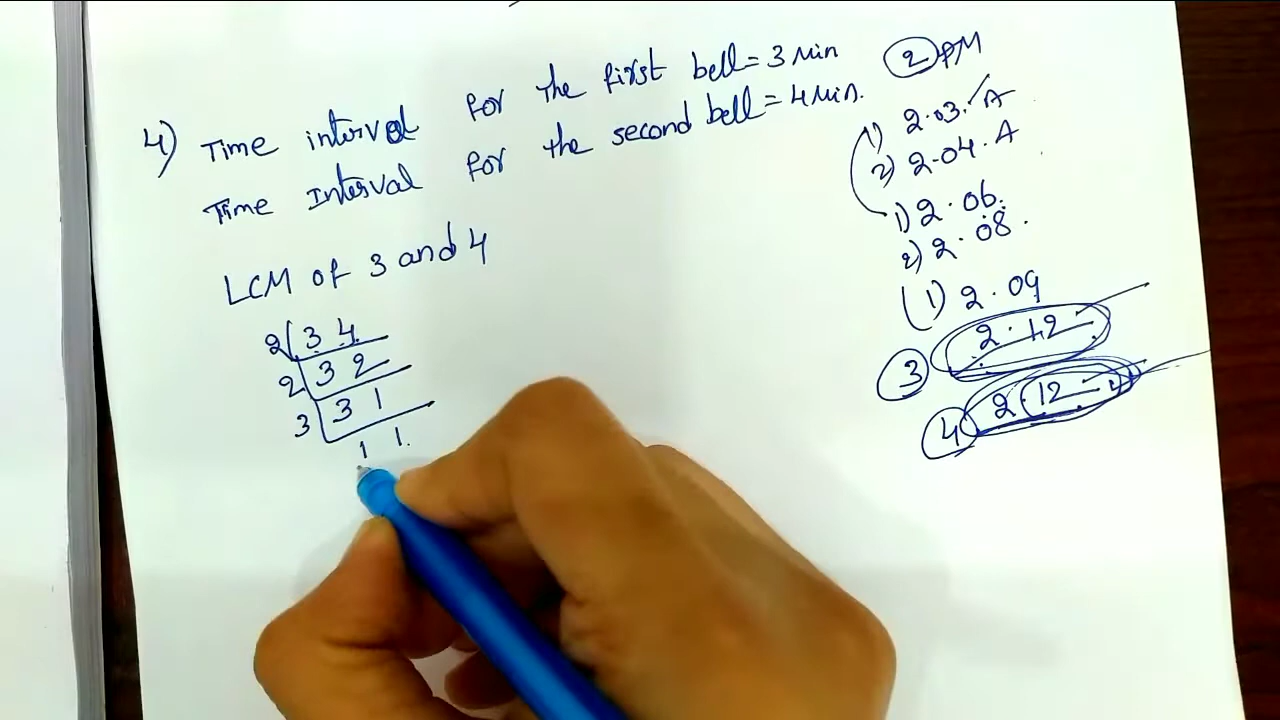 4) Time interval for the first bell = 3 Min
Time Interval for the second bell = 4 Min.
LCM of 3 and 4
2 3 4
2 3 2
3 3 1
1 1.
2 PM
1) 2.03. A
2) 2.04. A
1) 2.06.
2) 2.08.
(1) 2.09
3 2.12
4 2.12